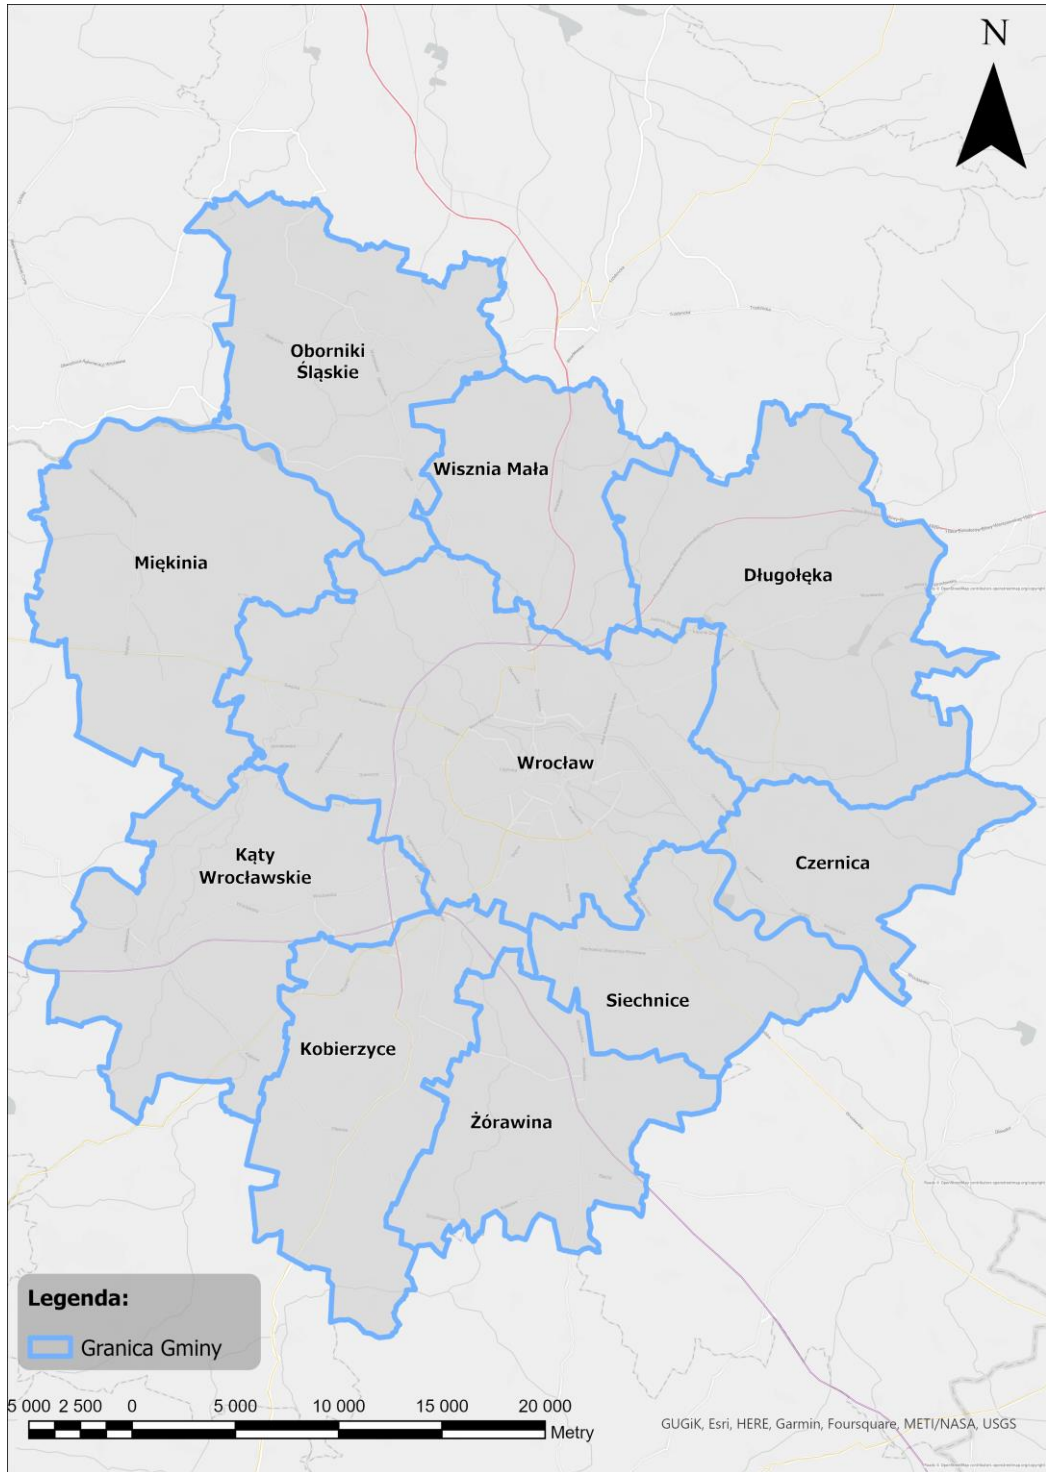 N
Oborniki
Śląskie
Wisznia Mała
Miękinia
Długołęka
Wrocław
Kąty
Wrocławskie
Czernica
Siechnice
Kobierzyce
Żórawina
Legenda:
Granica Gminy
5 000 2 500 0 5 000 10 000 15 000 20 000
Metry
GUGiK, Esri, HERE, Garmin, Foursquare, METI/NASA, USGS